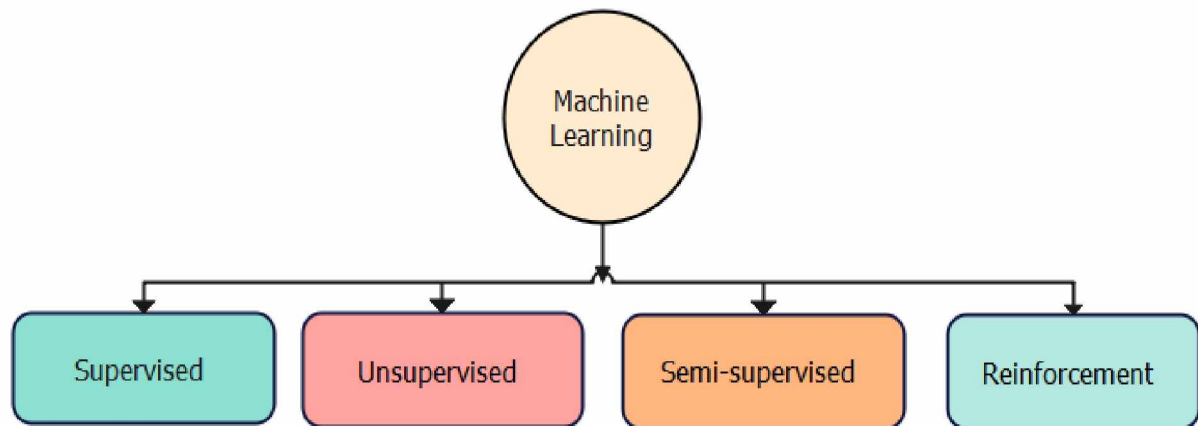 Machine
Learning
Supervised
Unsupervised
Semi-supervised
Reinforcement